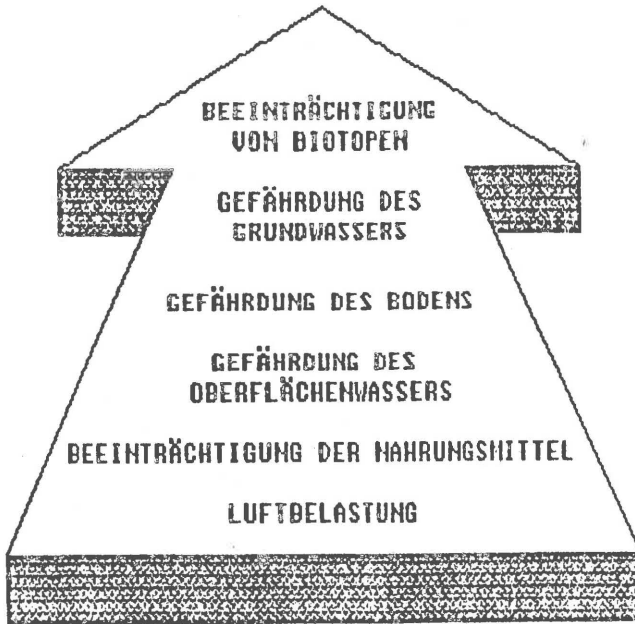 BEEINTRÄCHTIGUNG
VON BIOTOPEN
GEFÄHRDUNG DES
GRUNDWASSERS
GEFÄHRDUNG DES BODENS
GEFÄHRDUNG DES
OBERFLÄCHENWASSERS
BEEINTRÄCHTIGUNG DER NAHRUNGSMITTEL
LUFTBELASTUNG